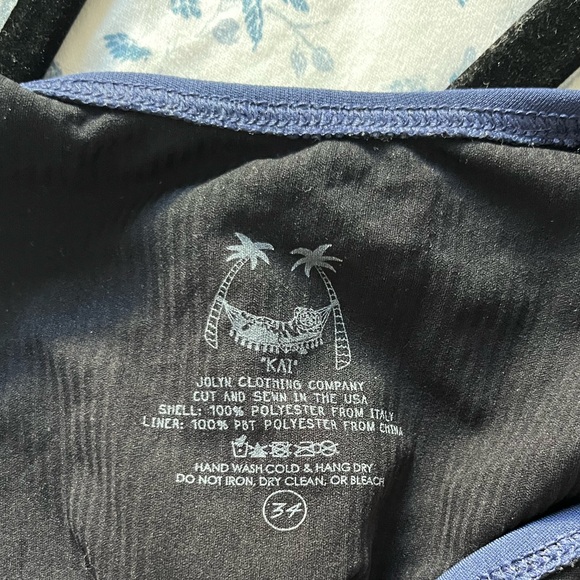 "KAI"
JOLYN CLOTHING COMPANY
CUT AND SEWN IN THE USA
SHELL: 100% POLYESTER FROM ITALY
LINER: 100% PBT POLYESTER FROM CHINA
HAND WASH COLD & HANG DRY
DO NOT IRON, DRY CLEAN, OR BLEACH
34